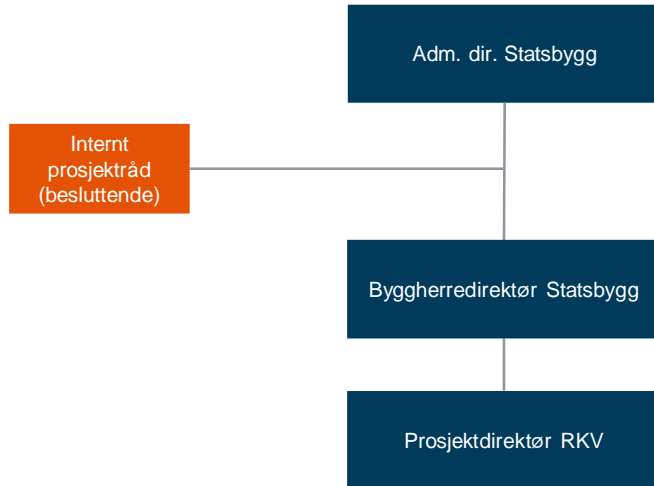 Adm. dir. Statsbygg
Internt
prosjektråd
(besluttende)
Byggherredirektør Statsbygg
Prosjektdirektør RKV